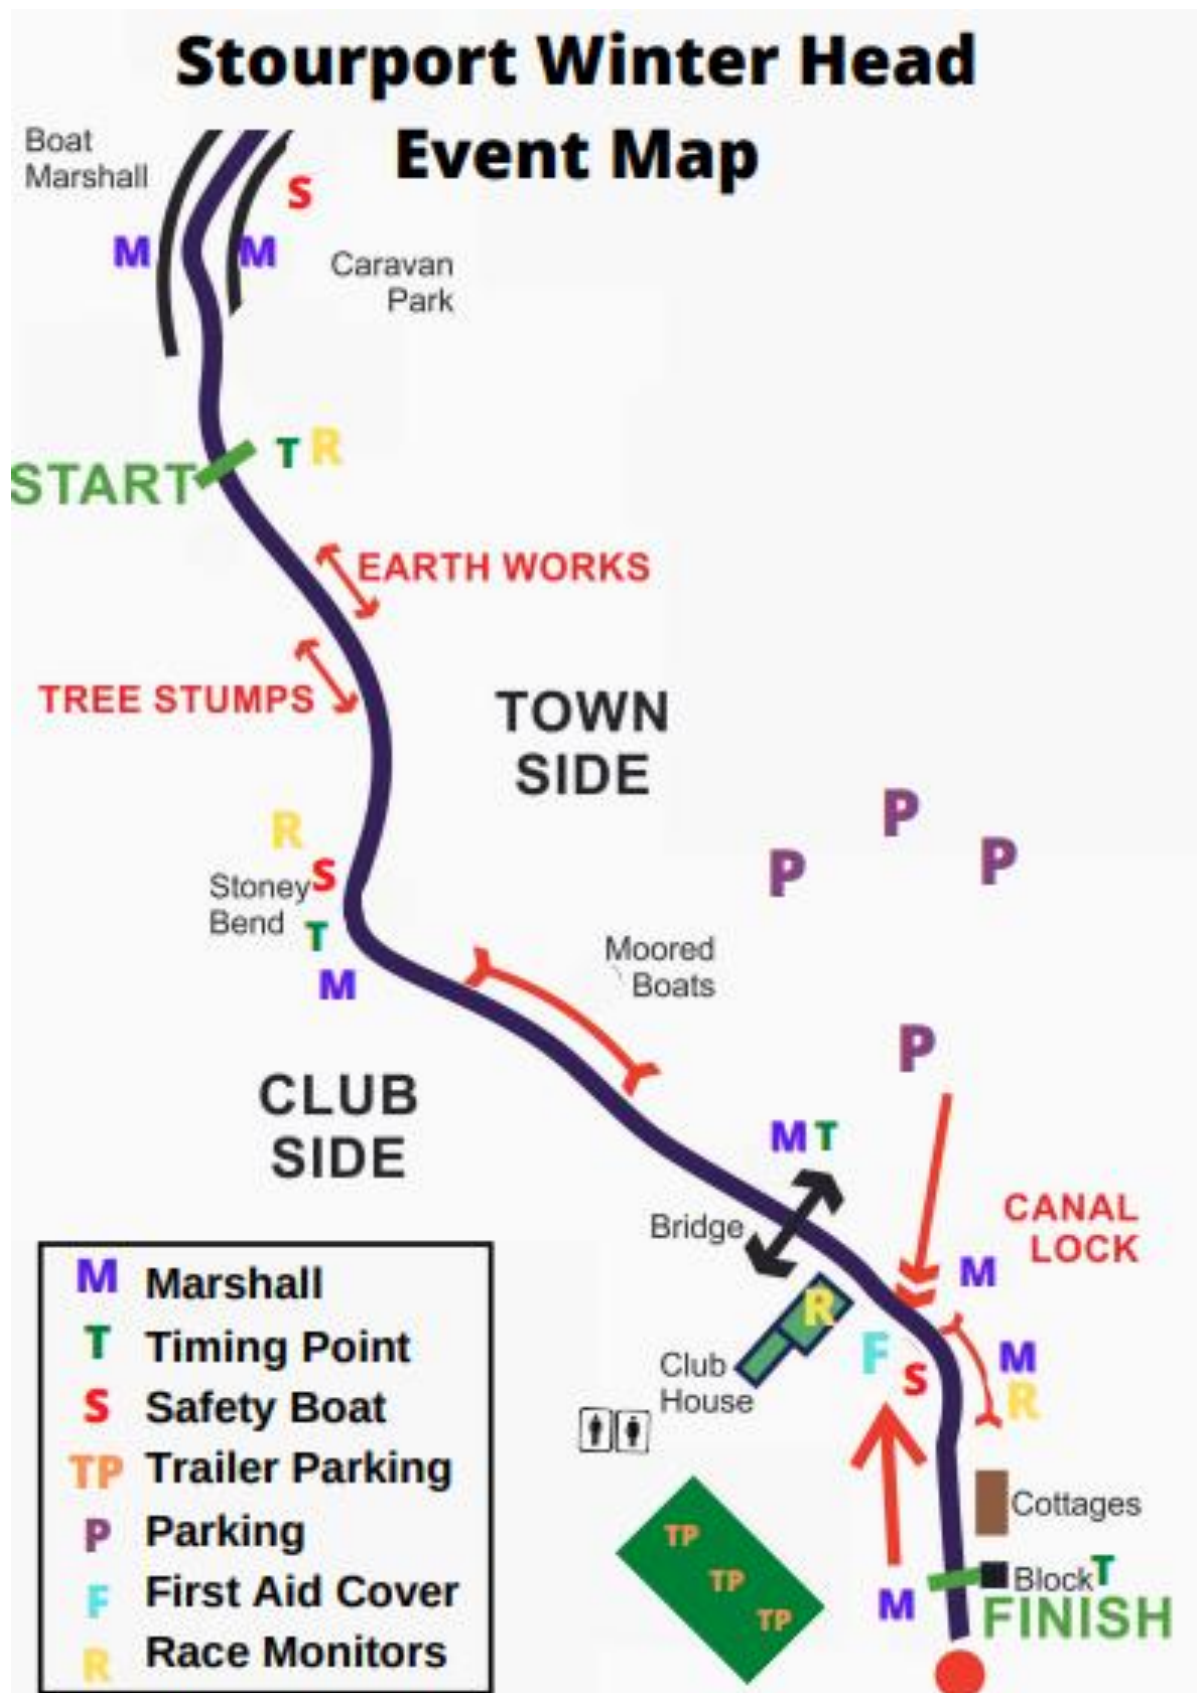 Stourport Winter Head
Event Map
Boat
Marshall
S
M
M
Caravan
Park
T R
START
EARTH WORKS
TREE STUMPS
TOWN
SIDE
P
P
P
R
S
Stoney
Bend
T
M
Moored
Boats
P
CLUB
SIDE
M T
Bridge
CANAL
LOCK
M
R
F
S
M
R
Club
House
Cottages
TP
TP
TP
Block
T
M
FINISH
M Marshall
T Timing Point
S Safety Boat
TP Trailer Parking
P Parking
F First Aid Cover
R Race Monitors